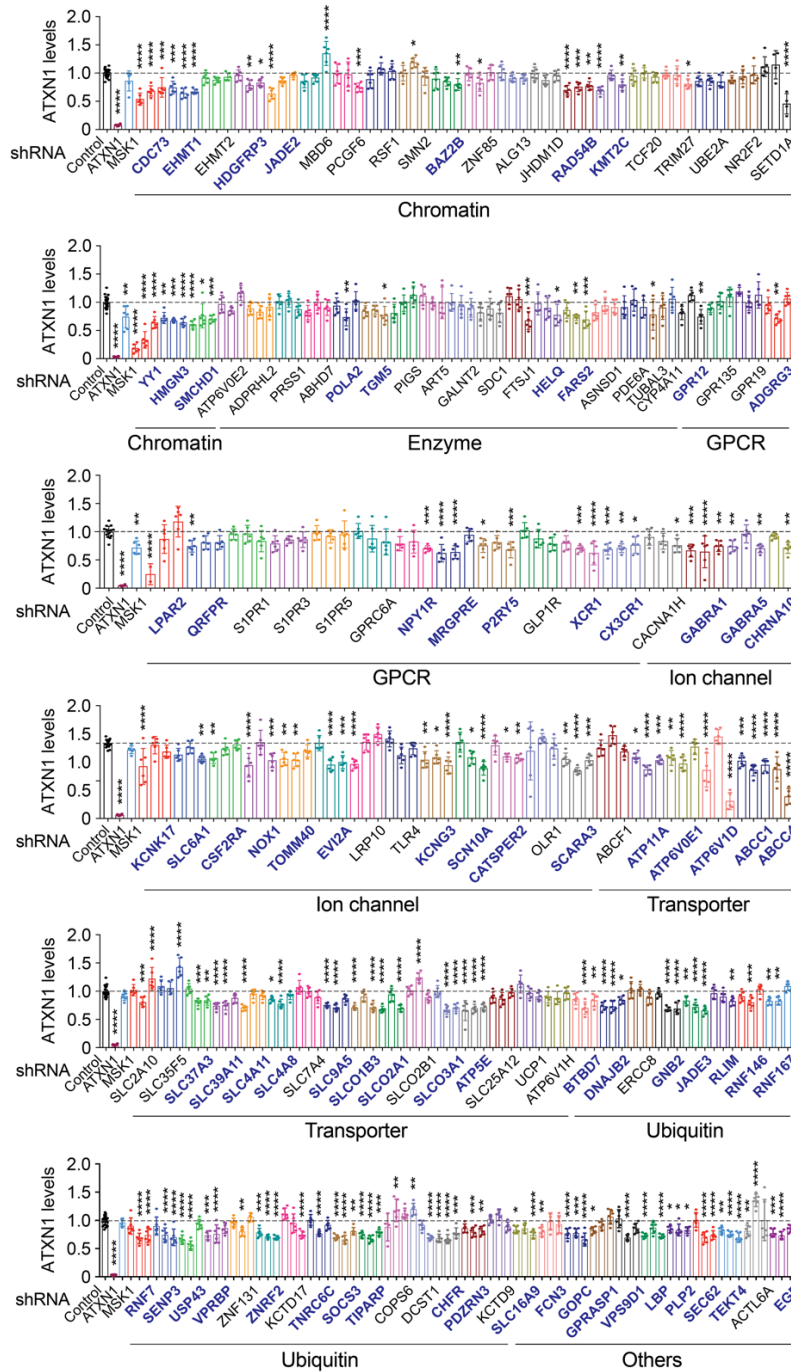 ATXN1 levels
2.0
1.5
1.0
0.5
0
shRNA
Control
ATXN1
MSK1
CDC73
EHMT1
EHMT2
HDGFRP3
JADE2
MBD6
PCGF6
RSF1
SMN2
BAZ2B
ZNF85
ALG13
JHDM1D
RAD54B
KMT2C
TCF20
TRIM27
UBE2A
NR2F2
SETD1A
Chromatin
ATXN1 levels
2.0
1.5
1.0
0.5
0
shRNA
Control
ATXN1
MSK1
YY1
HMGN3
SMCHD1
ATP6V0E2
ADPRHL2
PRSS1
ABHD7
POLA2
TGM5
PIGS
ART5
GALNT2
SDC1
FTSJ1
HELQ
FARS2
ASNSD1
PDE6A
TUBAL3
CYP4A11
GPR12
GPR135
GPR19
ADGRG3
Chromatin Enzyme GPCR
ATXN1 levels
2.0
1.5
1.0
0.5
0
shRNA
Control
ATXN1
MSK1
LPAR2
QRFPR
S1PR1
S1PR3
S1PR5
GPRC6A
NPY1R
MRGPRE
P2RY5
GLP1R
XCR1
CX3CR1
CACNA1H
GABRA1
GABRA5
CHRNA10
GPCR Ion channel
ATXN1 levels
2.0
1.5
1.0
0.5
0
shRNA
Control
ATXN1
MSK1
KCNK17
SLC6A1
CSF2RA
NOX1
TOMM40
EVI2A
LRP10
TLR4
KCNG3
SCN10A
CATSPER2
OLR1
SCARA3
ABCF1
ATP11A
ATP6V0E1
ATP6V1D
ABCC1
ABCC4
Ion channel Transporter
ATXN1 levels
2.0
1.5
1.0
0.5
0
shRNA
Control
ATXN1
MSK1
SLC2A10
SLC35F5
SLC37A3
SLC39A11
SLC4A11
SLC4A8
SLC7A4
SLC9A5
SLCO1B3
SLCO2A1
SLCO2B1
SLCO3A1
ATP5E
SLC25A12
UCP1
ATP6V1H
BTBD7
DNAJB2
ERCC8
GNB2
JADE3
RLIM
RNF146
RNF167
Transporter Ubiquitin
ATXN1 levels
2.0
1.5
1.0
0.5
0
shRNA
Control
ATXN1
MSK1
RNF7
SENP3
USP43
VPRBP
ZNF131
ZNRF2
KCTD17
TNRC6C
SOCS3
TIPARP
COPS6
DCST1
CHFR
PDZRN3
KCTD9
SLC16A9
FCN3
GOPC
GPRASP1
VPS9D1
LBP
PLP2
SEC62
TEKT4
ACTL6A
Ubiquitin Others